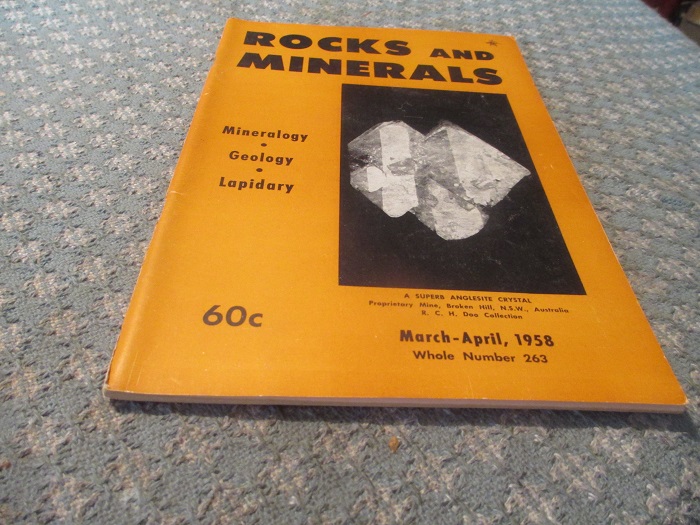 ROCKS AND
MINERALS
Mineralogy
•
Geology
•
Lapidary
A SUPERB ANGLESITE CRYSTAL
Proprietary Mine, Broken Hill, N.S.W., Australia.
R. C. H. Doo Collection
60c
March-April, 1958
Whole Number 263